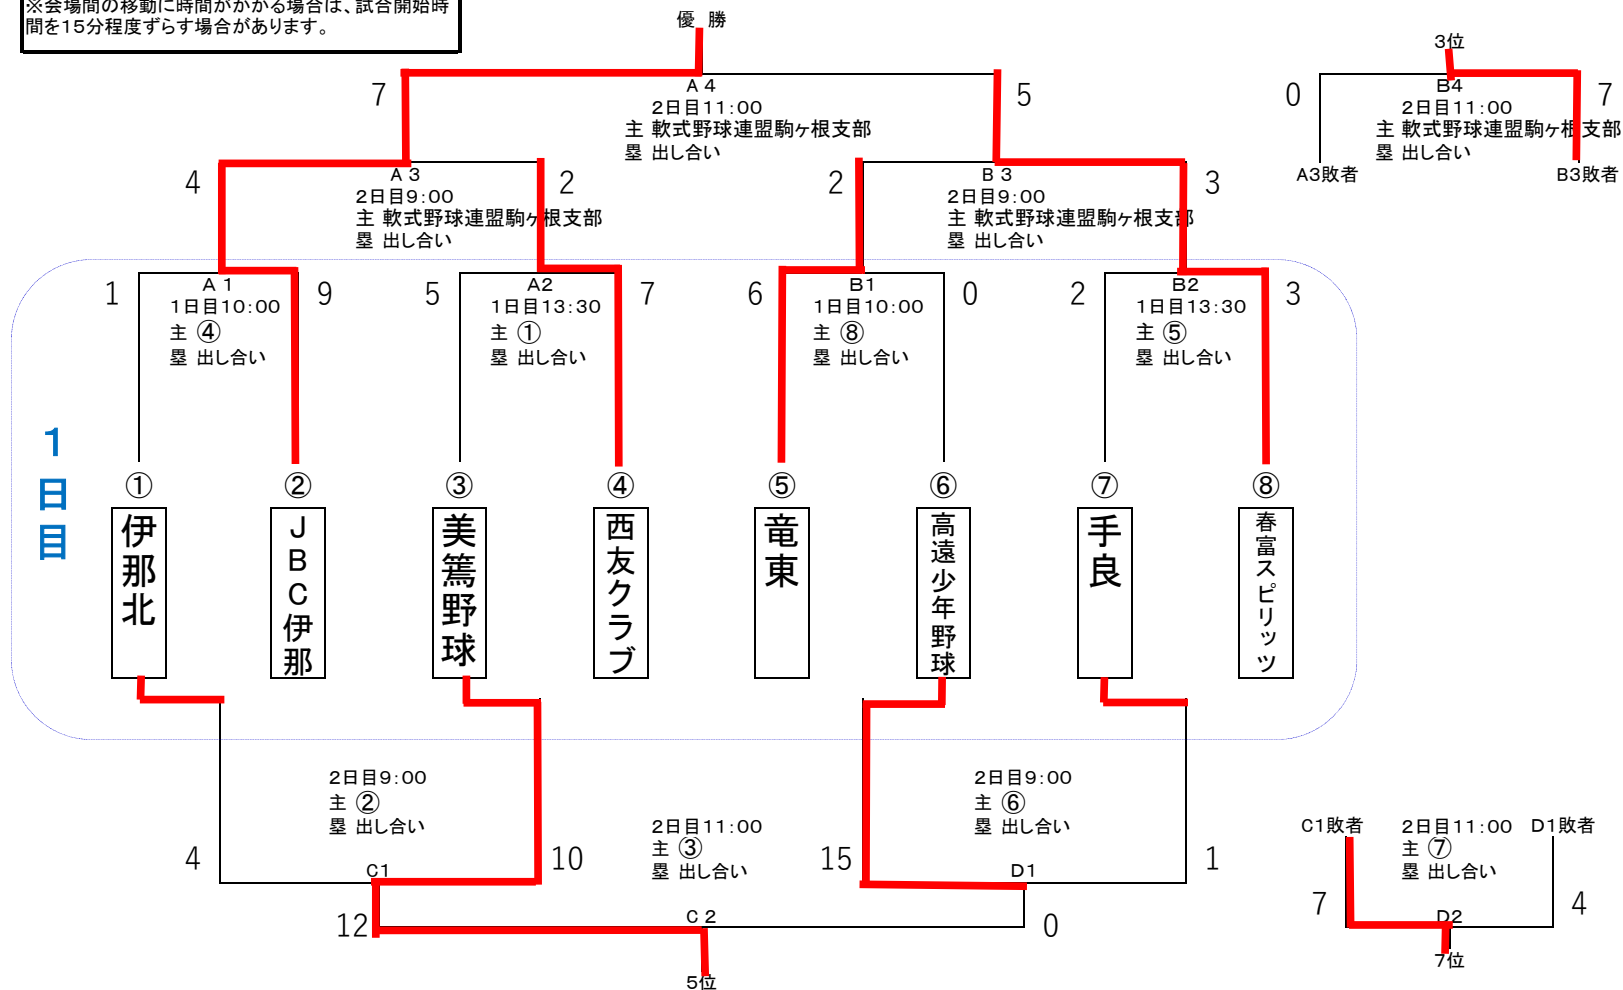 ※会場間の移動に時間がかかる場合は、試合開始時
間を15分程度ずらす場合があります。
優 勝
3位
7
A 4
2日目11:00
主 軟式野球連盟駒ヶ根支部
塁 出し合い
5
0
B4
2日目11:00
主 軟式野球連盟駒ヶ根支部
塁 出し合い
7
A3敗者
B3敗者
4
A 3
2日目9:00
主 軟式野球連盟駒ヶ根支部
塁 出し合い
2
2
B 3
2日目9:00
主 軟式野球連盟駒ヶ根支部
塁 出し合い
3
1
A 1
1日目10:00
主 ④
塁 出し合い
9
5
A2
1日目13:30
主 ①
塁 出し合い
7
6
B1
1日目10:00
主 ⑧
塁 出し合い
0
2
B2
1日目13:30
主 ⑤
塁 出し合い
3
1日目
①
伊那北
②
JBC伊那
③
美篶野球
④
西友クラブ
⑤
竜東
⑥
高遠少年野球
⑦
手良
⑧
春富スピリッツ
2日目9:00
主 ②
塁 出し合い
4
C1
10
2日目11:00
主 ③
塁 出し合い
2日目9:00
主 ⑥
塁 出し合い
15
D1
1
12
C 2
0
5位
C1敗者
2日目11:00
主 ⑦
塁 出し合い
D1敗者
7
D2
4
7位